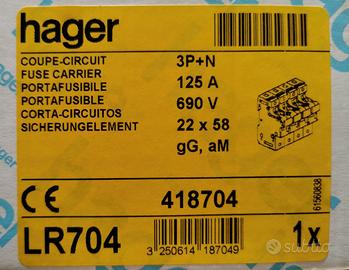 hager
COUPE-CIRCUIT 3P+N
FUSE CARRIER 125 A
PORTAFUSIBILE 690 V
PORTAFUSIBLE
CORTA-CIRCUITOS 22 x 58
SICHERUNGELEMENT gG, aM
61560838
CE 418704
LR704 1x
3 250614 187049
subito